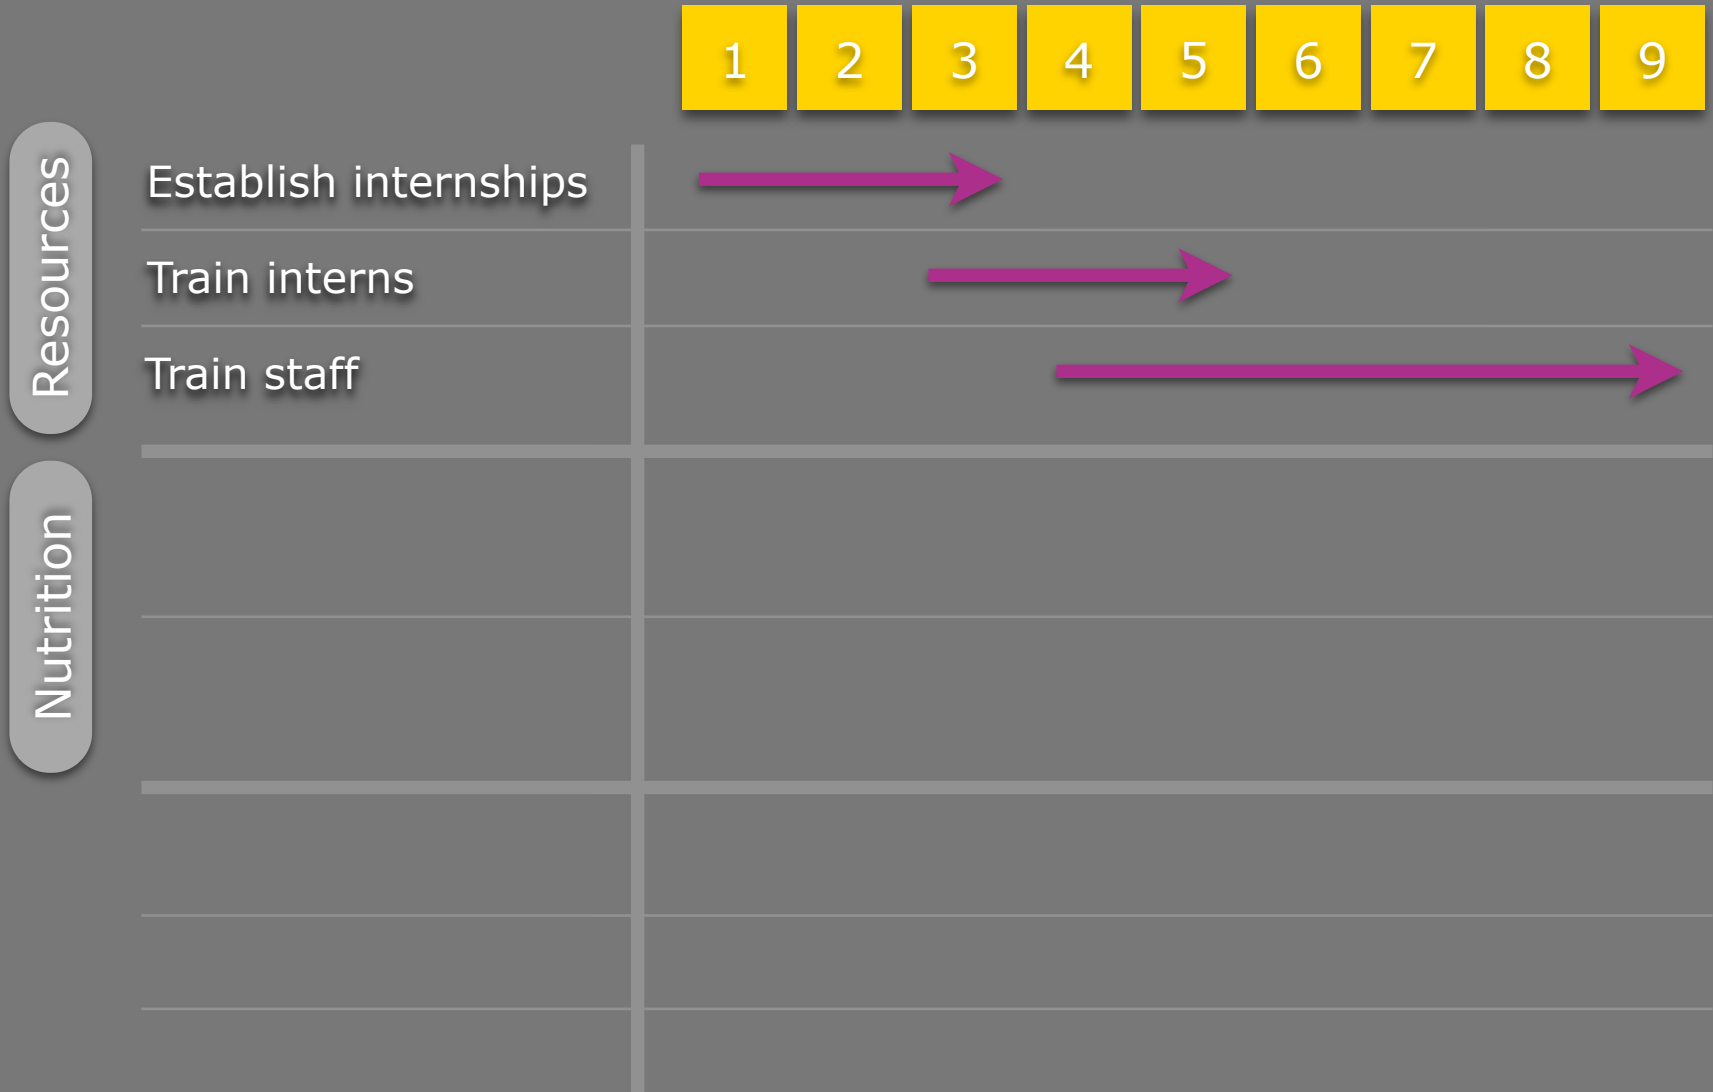 1 2 3 4 5 6 7 8 9
Resources
Establish internships
Train interns
Train staff
Nutrition